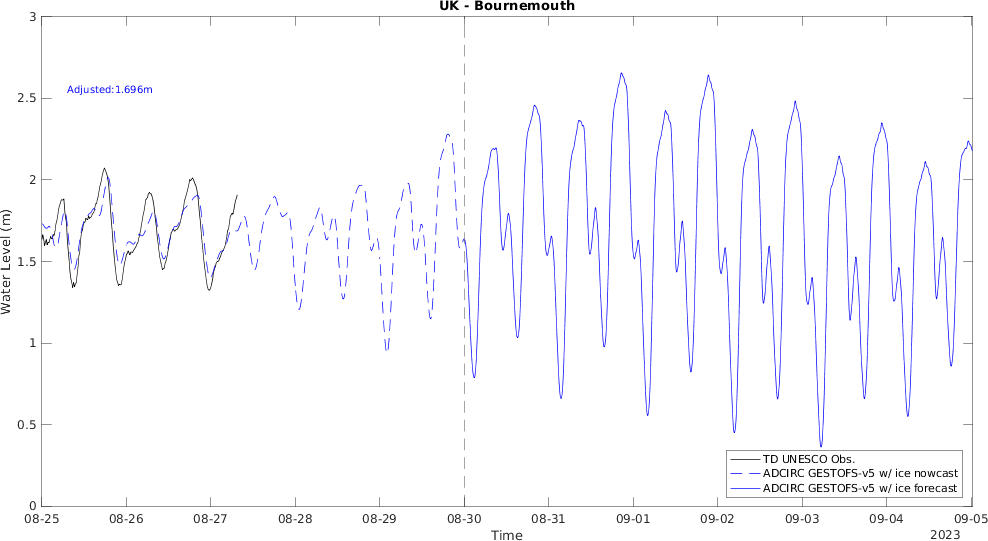 UK - Bournemouth
Adjusted:1.696m
Water Level (m)
3
2.5
2
1.5
1
0.5
0
08-25 08-26 08-27 08-28 08-29 08-30 08-31 09-01 09-02 09-03 09-04 09-05
Time
2023
TD UNESCO Obs.
ADCIRC GESTOFS-v5 w/ ice nowcast
ADCIRC GESTOFS-v5 w/ ice forecast